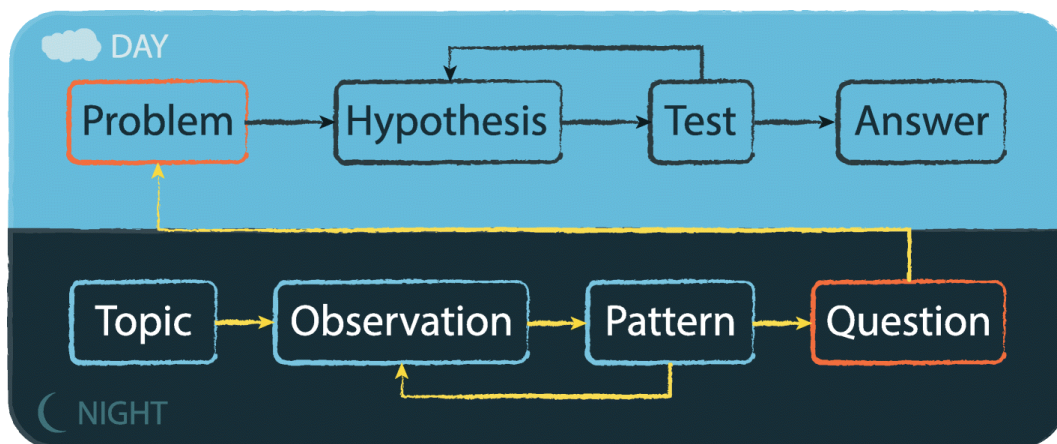 DAY
Problem
Hypothesis
Test
Answer
Topic
Observation
Pattern
Question
NIGHT